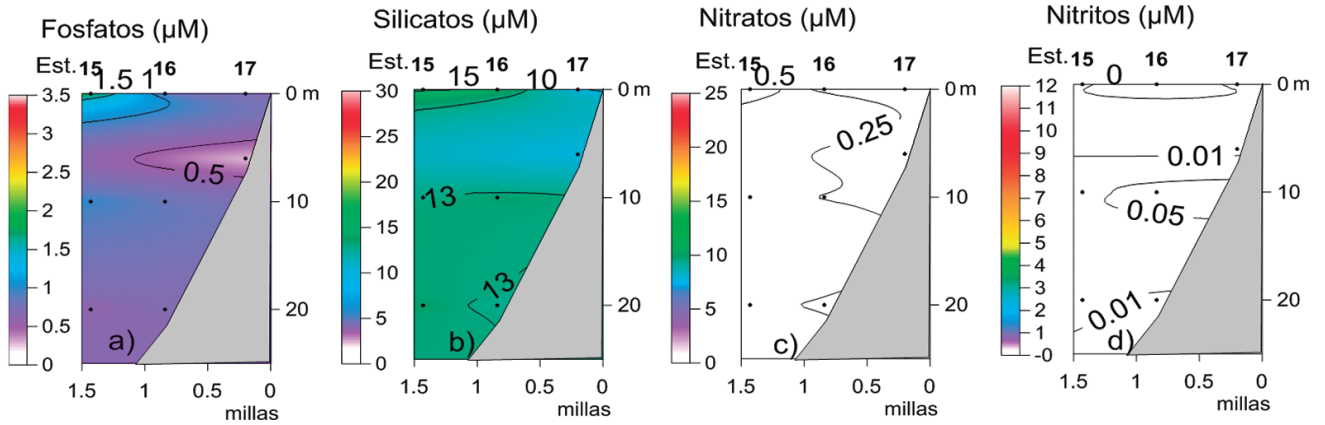 Fosfatos (µM)
Est. 15 16 17
1.5 1
0 m
10
20
3.5
3
2.5
2
1.5
1
0.5
0
0.5
a)
1.5 1 0.5 0
millas
Silicatos (µM)
Est. 15 16 17
15 10
0 m
10
20
30
25
20
15
10
5
0
13
13
b)
1.5 1 0.5 0
millas
Nitratos (µM)
Est. 15 16 17
0.5
0 m
10
20
25
20
15
10
5
0
0.25
c)
1.5 1 0.5 0
millas
Nitritos (µM)
Est. 15 16 17
0
0 m
10
20
12
11
10
9
8
7
6
5
4
3
2
1
-0
0.01
0.05
0.01
d)
1.5 1 0.5 0
millas